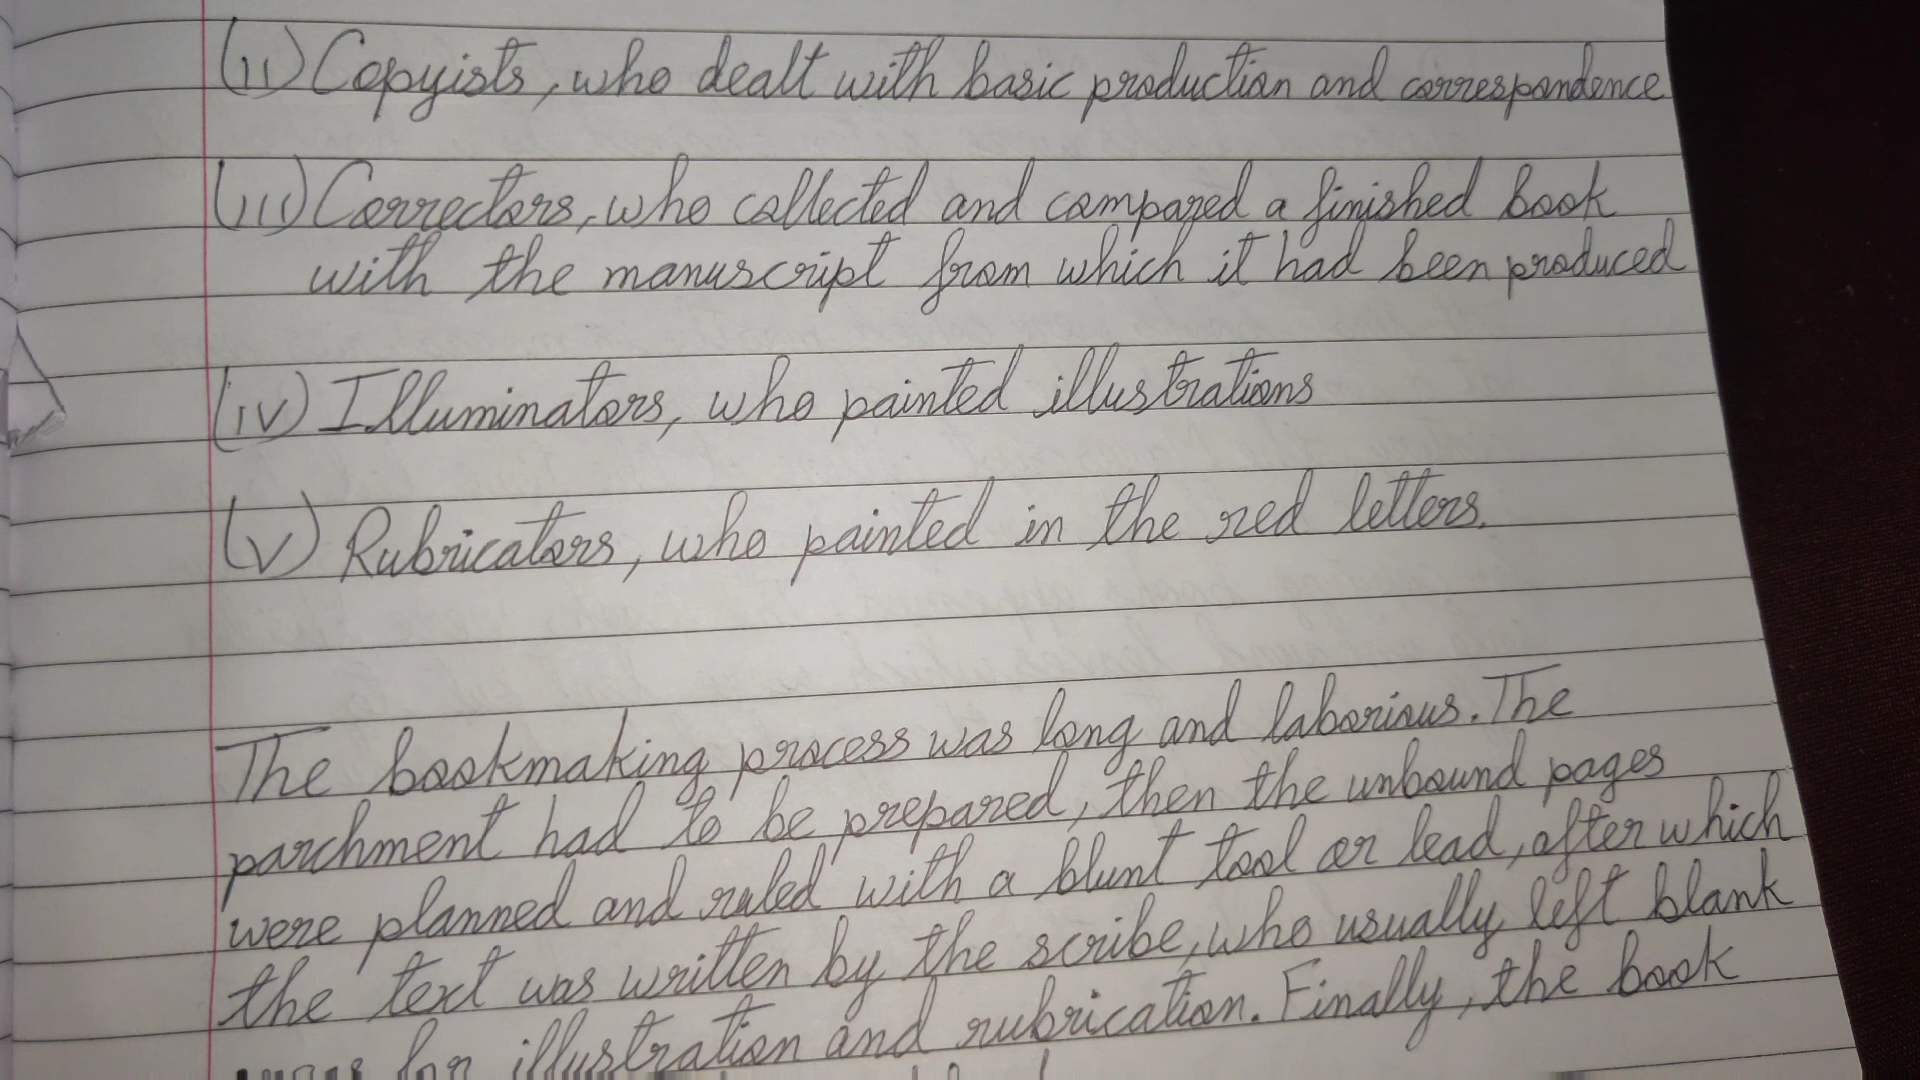 (ii) Copyists, who dealt with basic production and correspondence
(iii) Correctors, who collected and compared a finished book
with the manuscript from which it had been produced
(iv) Illuminators, who painted illustrations
(v) Rubricators, who painted in the red letters.
The bookmaking process was long and laborious. The
parchment had to be prepared, then the unbound pages
were planned and ruled with a blunt tool or lead, after which
the text was written by the scribe, who usually left blank
for illustration and rubrication. Finally, the book